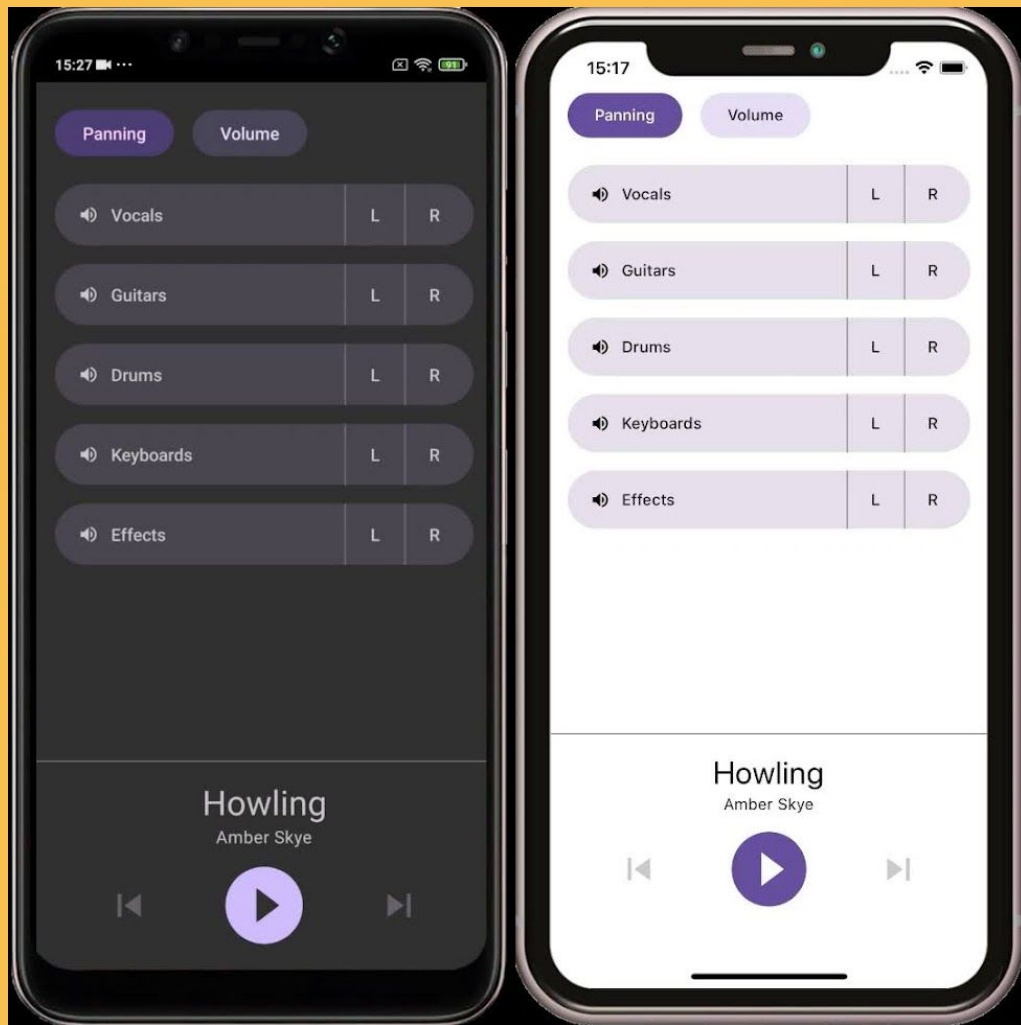 15:27 91
Panning Volume
Vocals L R
Guitars L R
Drums L R
Keyboards L R
Effects L R
Howling
Amber Skye
15:17
Panning Volume
Vocals L R
Guitars L R
Drums L R
Keyboards L R
Effects L R
Howling
Amber Skye